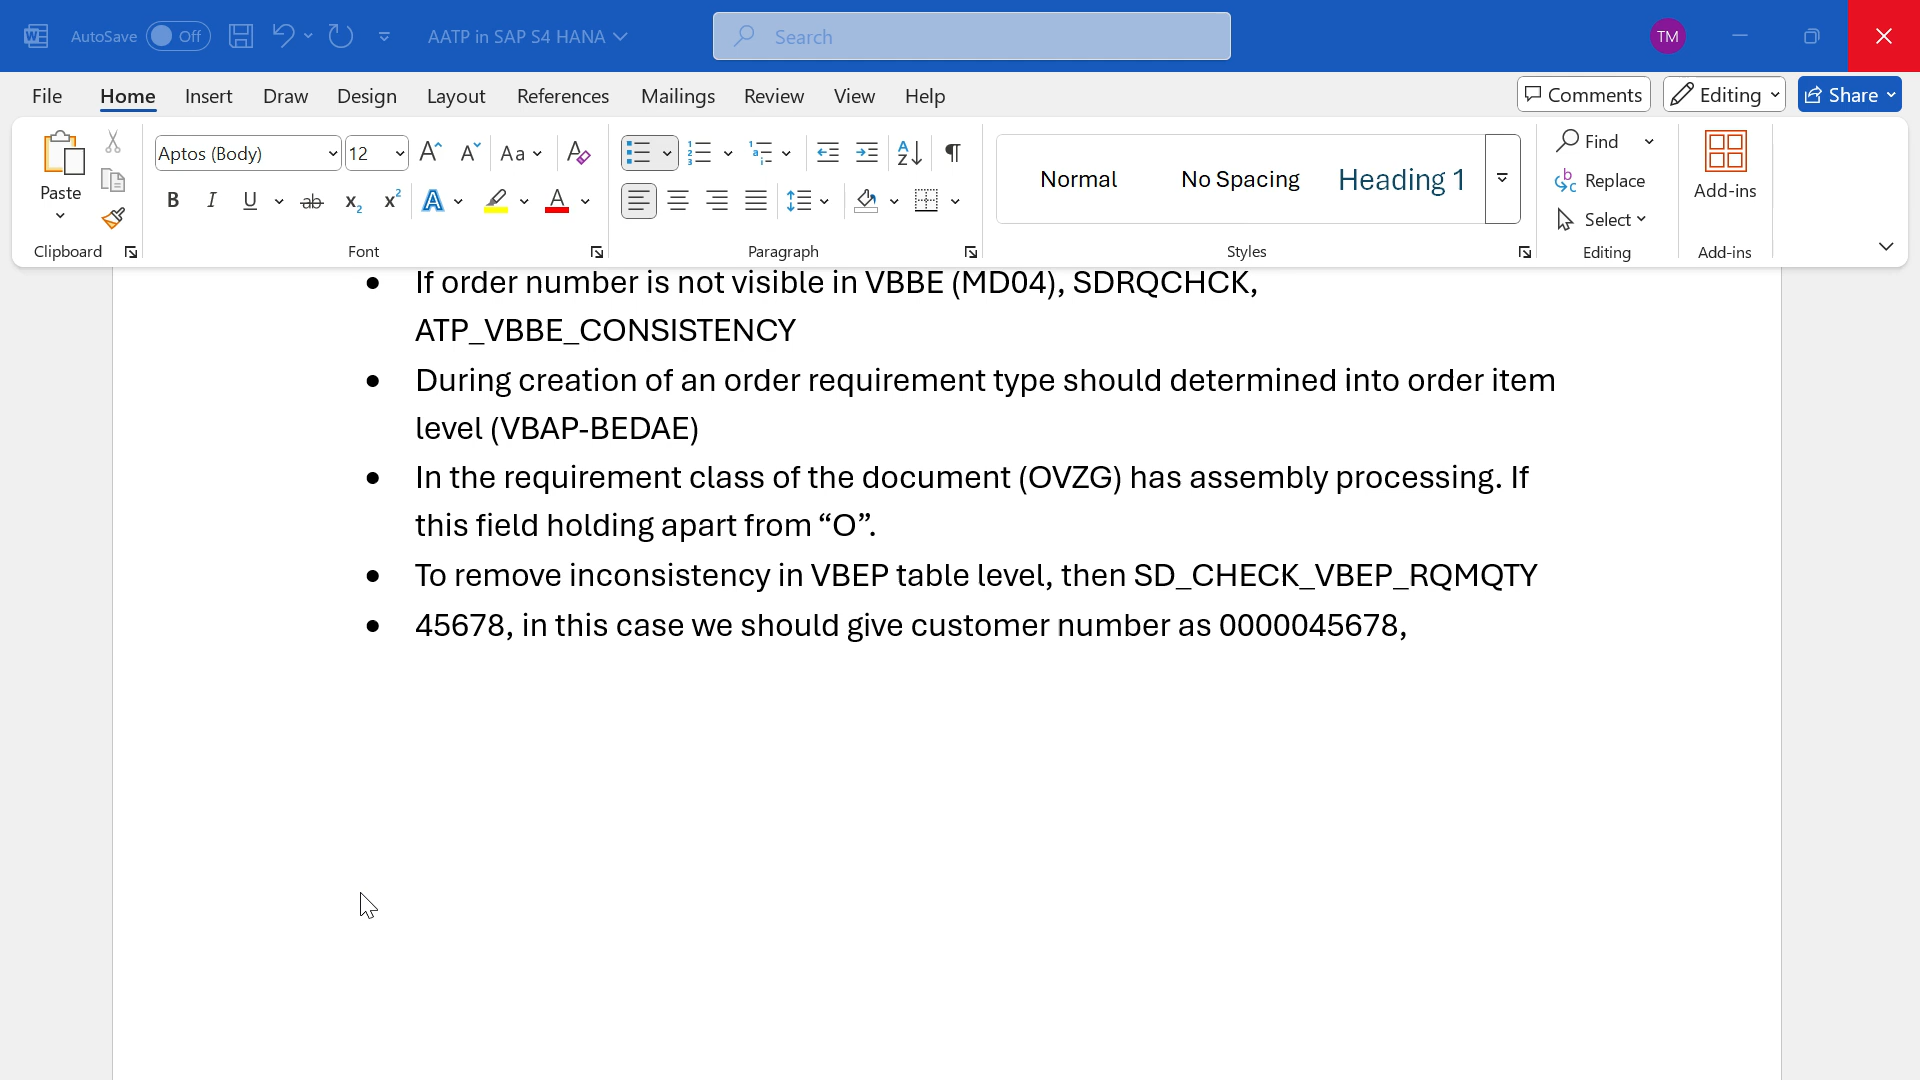 AutoSave Off AATP in SAP S4 HANA Search TM
File Home Insert Draw Design Layout References Mailings Review View Help Comments Editing Share
Paste Aptos (Body) 12 Aa Normal No Spacing Heading 1 Find Replace Select Add-ins
Clipboard Font Paragraph Styles Editing Add-ins
• If order number is not visible in VBBE (MD04), SDRQCHCK,
ATP_VBBE_CONSISTENCY
• During creation of an order requirement type should determined into order item
level (VBAP-BEDAE)
• In the requirement class of the document (OVZG) has assembly processing. If
this field holding apart from “O”.
• To remove inconsistency in VBEP table level, then SD_CHECK_VBEP_RQMQTY
• 45678, in this case we should give customer number as 0000045678,